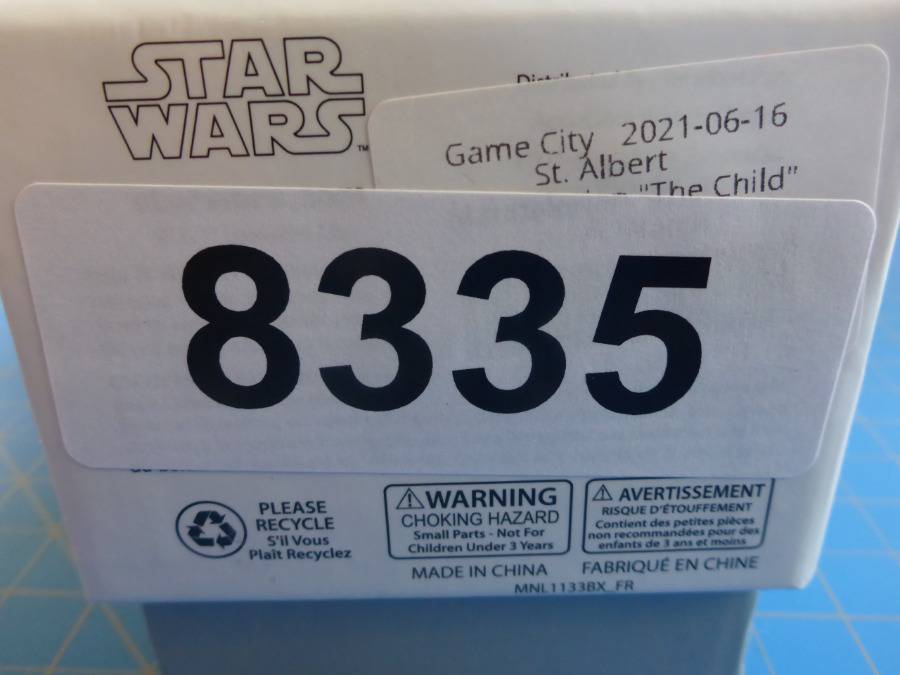 STAR
WARS™
Game City 2021-06-16
St. Albert
"The Child"
8335
PLEASE
RECYCLE
S'il Vous
Plaît Recyclez
WARNING
CHOKING HAZARD
Small Parts - Not For
Children Under 3 Years
AVERTISSEMENT
RISQUE D'ÉTOUFFEMENT
Contient des petites pièces
non recommandées pour des
enfants de 3 ans et moins
MADE IN CHINA
FABRIQUÉ EN CHINE
MNL1133BX_FR